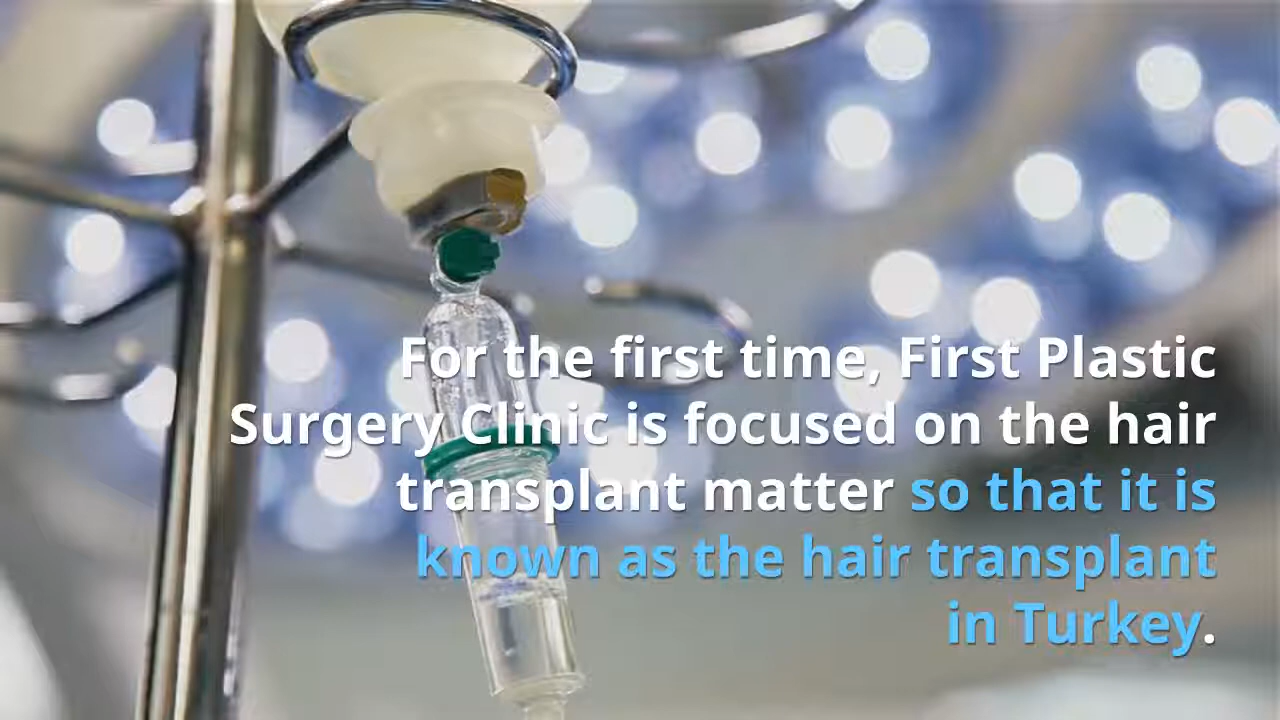 For the first time, First Plastic
Surgery Clinic is focused on the hair
transplant matter so that it is
known as the hair transplant
in Turkey.